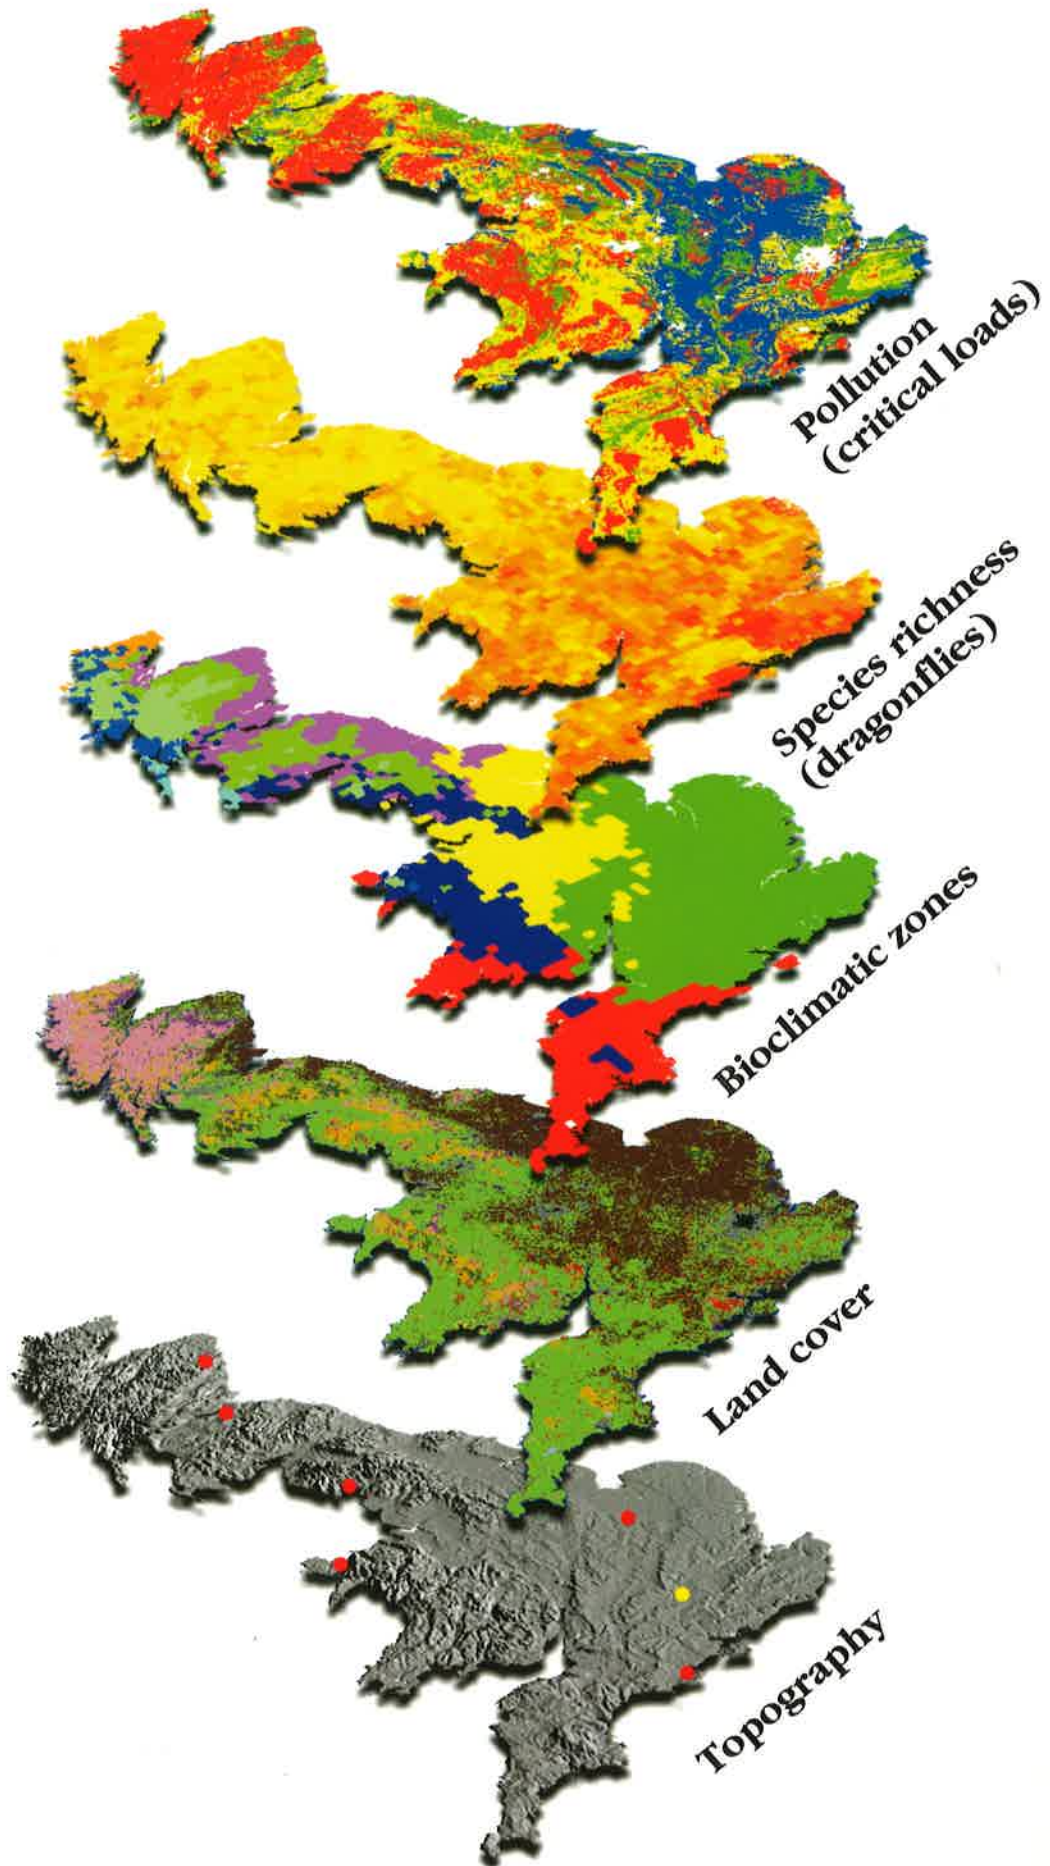 Pollution
(critical loads)
Species richness
(dragonflies)
Bioclimatic zones
Land cover
Topography